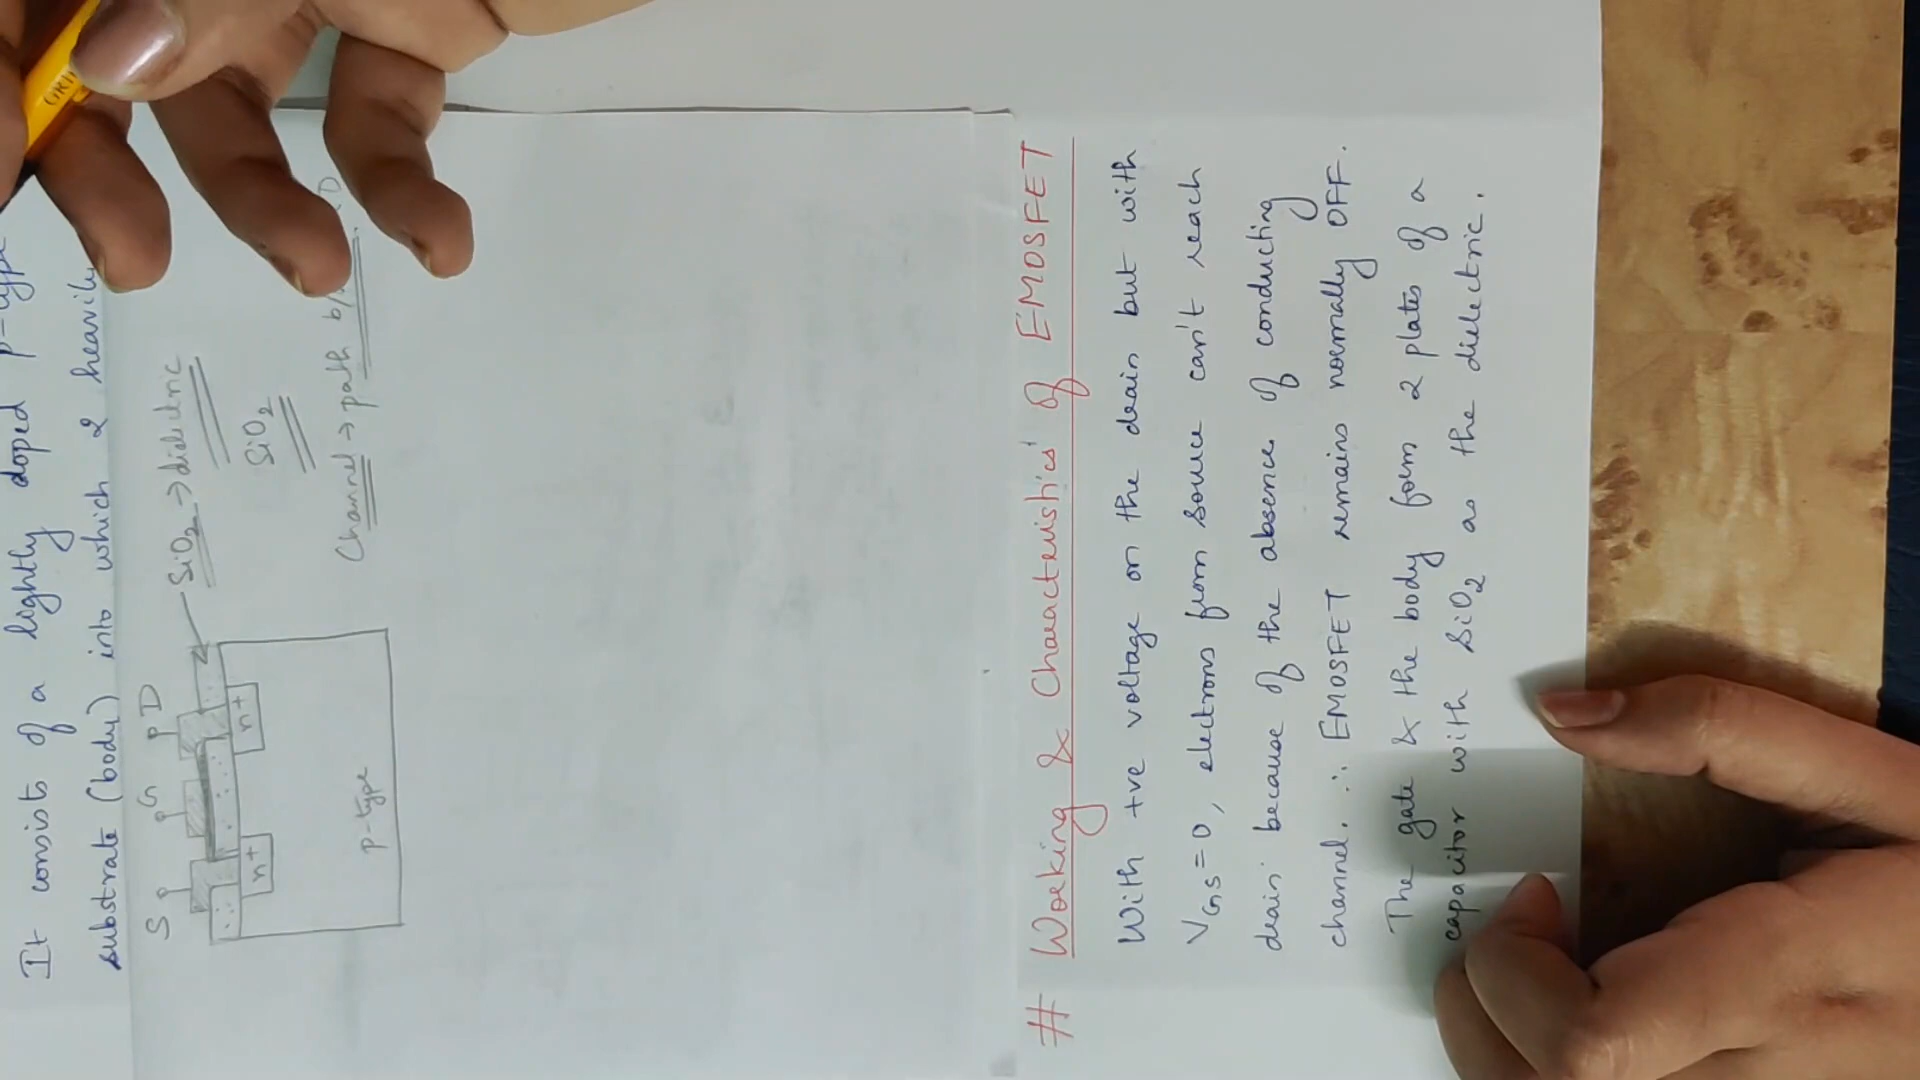 It consists of a lightly doped p-type
substrate (body) into which 2 heavily
S G D
SiO2 → dielectric
SiO2
n+ n+
p-type
Channel → path b/ D
# Working & Characteristics of EMOSFET
With +ve voltage on the drain but with
VGS = 0, electrons from source can't reach
drain because of the absence of conducting
channel. ∴ EMOSFET remains normally OFF.
The gate & the body form 2 plates of a
capacitor with SiO2 as the dielectric.